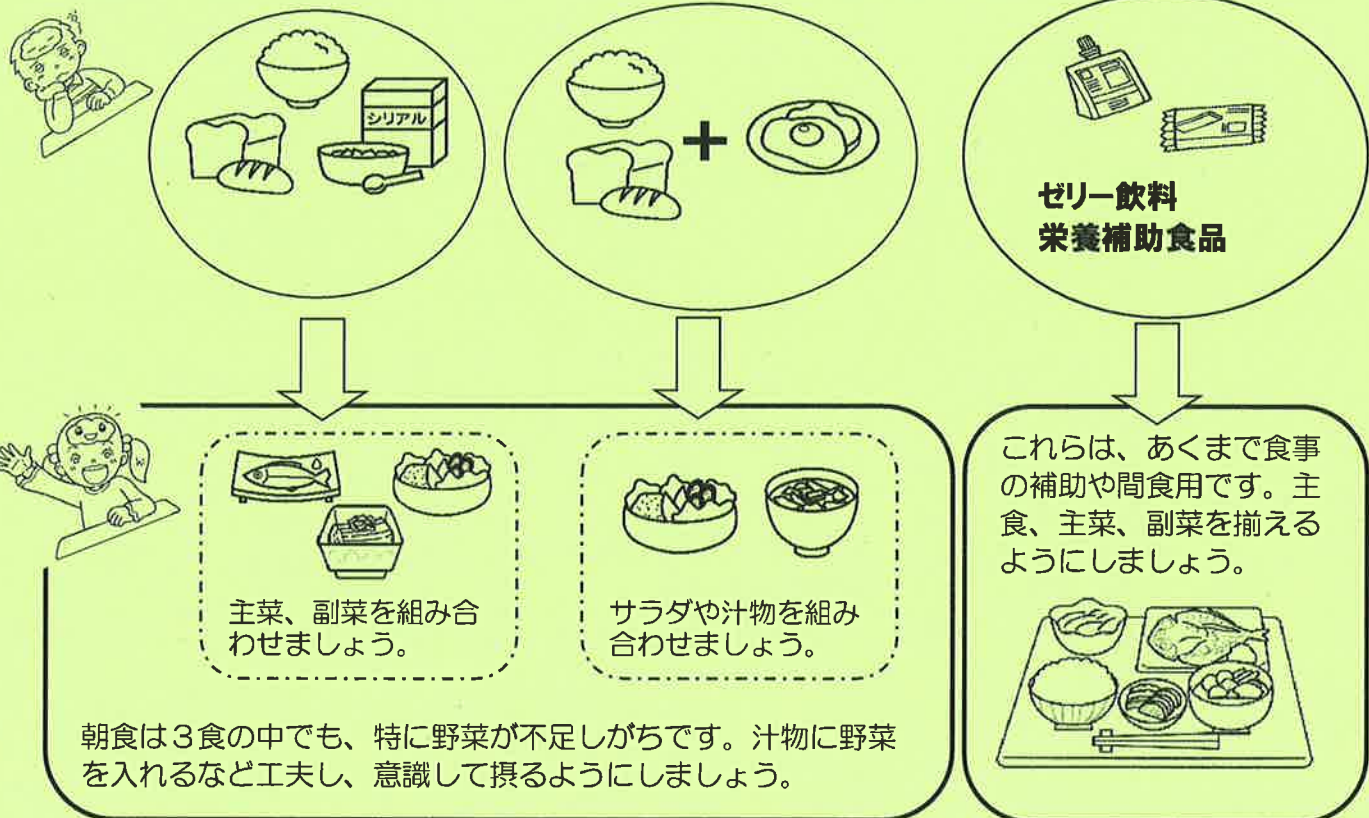 シリアル
ゼリー飲料
栄養補助食品
主菜、副菜を組み合
わせましょう。
サラダや汁物を組み
合わせましょう。
朝食は3食の中でも、特に野菜が不足しがちです。汁物に野菜
を入れるなど工夫し、意識して摂るようにしましょう。
これらは、あくまで食事
の補助や間食用です。主
食、主菜、副菜を揃える
ようにしましょう。